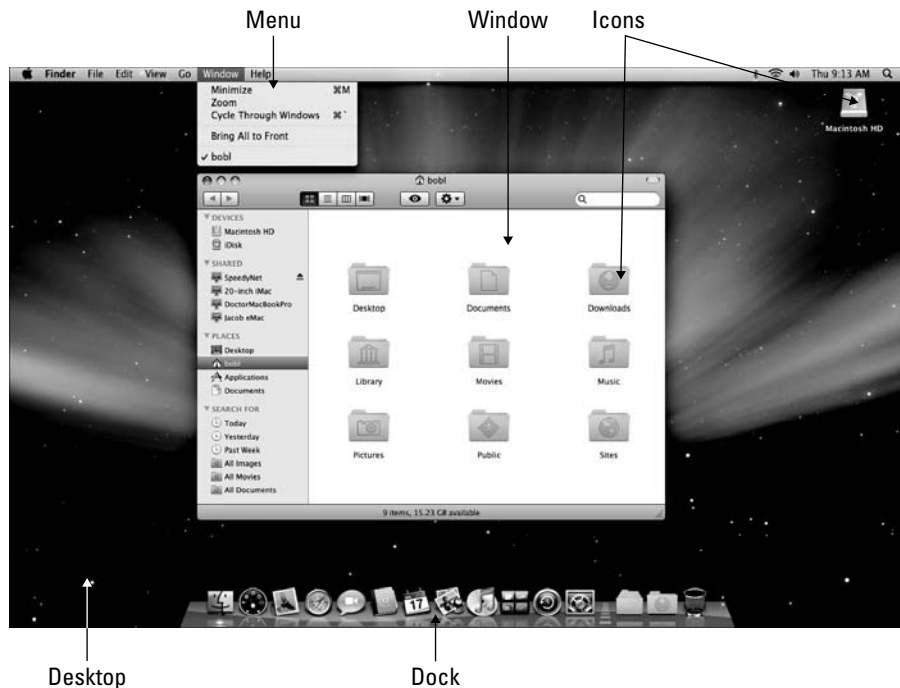 Menu Window Icons
Finder File Edit View Go Window Help Thu 9:13 AM
Minimize ⌘M
Zoom
Cycle Through Windows ⌘`
Bring All to Front
✓ bobl
Macintosh HD
bobl
DEVICES
Macintosh HD
iDisk
SHARED
SpeedyNet
20-inch iMac
DoctorMacBookPro
Jacob eMac
PLACES
Desktop
bobl
Applications
Documents
SEARCH FOR
Today
Yesterday
Past Week
All Images
All Movies
All Documents
Desktop Documents Downloads
Library Movies Music
Pictures Public Sites
9 items, 15.23 GB available
17
Desktop Dock